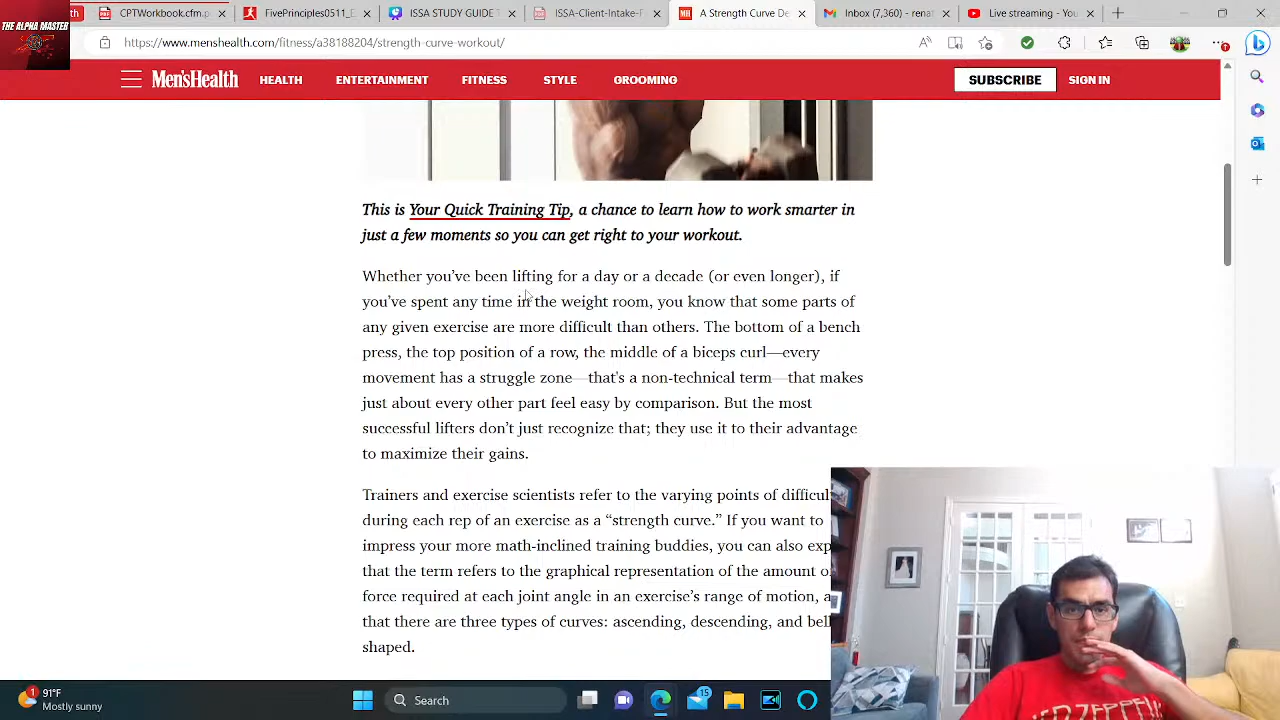 THE ALPHA MASTER
CPTWorkbook.cfm.p
FivePrinides0511_E
ISSA STUDY GUIDE
ISSA-Client-Intake-F
A Strength Curve De
Inbox (7,360) - rena
Live streaming - You
https://www.menshealth.com/fitness/a38188204/strength-curve-workout/
Men'sHealth
HEALTH
ENTERTAINMENT
FITNESS
STYLE
GROOMING
SUBSCRIBE
SIGN IN
This is Your Quick Training Tip, a chance to learn how to work smarter in
just a few moments so you can get right to your workout.
Whether you've been lifting for a day or a decade (or even longer), if
you've spent any time in the weight room, you know that some parts of
any given exercise are more difficult than others. The bottom of a bench
press, the top position of a row, the middle of a biceps curl—every
movement has a struggle zone—that's a non-technical term—that makes
just about every other part feel easy by comparison. But the most
successful lifters don't just recognize that; they use it to their advantage
to maximize their gains.
Trainers and exercise scientists refer to the varying points of difficul
during each rep of an exercise as a “strength curve.” If you want to
impress your more math-inclined training buddies, you can also exp
that the term refers to the graphical representation of the amount o
force required at each joint angle in an exercise's range of motion, a
that there are three types of curves: ascending, descending, and bell
shaped.
1
91°F
Mostly sunny
Search
15